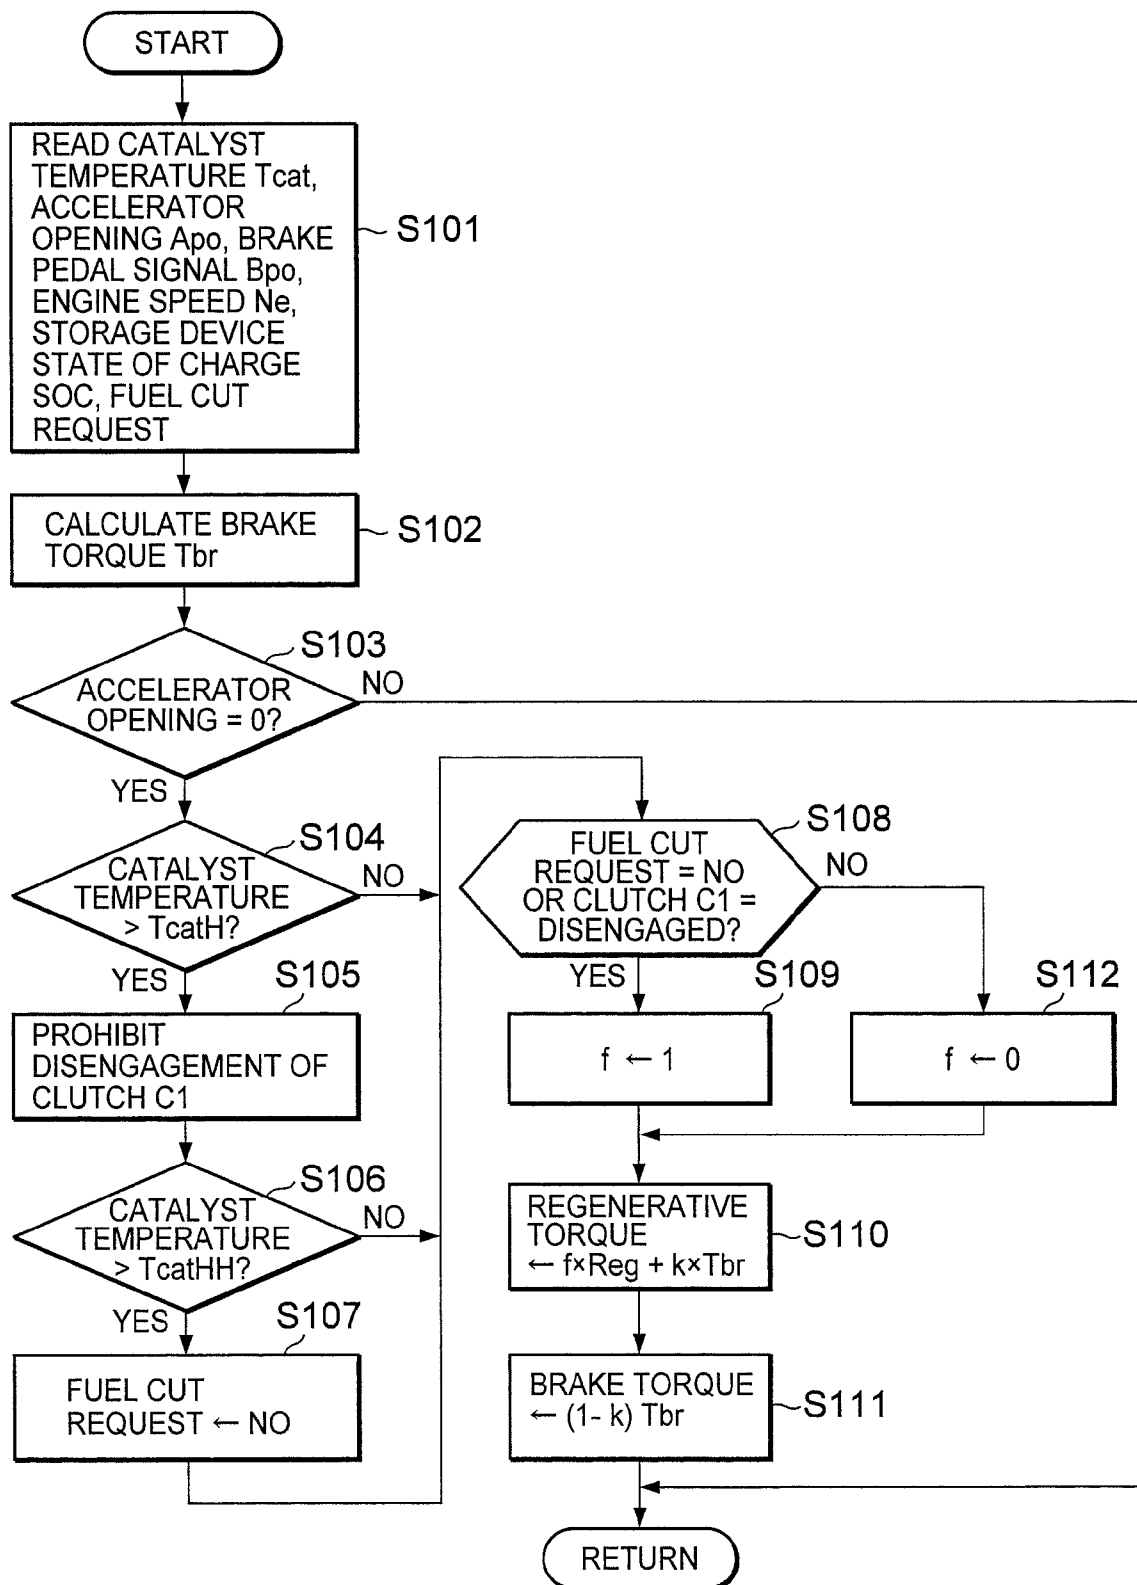 START
READ CATALYST
TEMPERATURE Tcat,
ACCELERATOR
OPENING Apo, BRAKE
PEDAL SIGNAL Bpo,
ENGINE SPEED Ne,
STORAGE DEVICE
STATE OF CHARGE
SOC, FUEL CUT
REQUEST
S101
CALCULATE BRAKE
TORQUE Tbr
S102
S103
ACCELERATOR
OPENING = 0?
NO
YES
S104
CATALYST
TEMPERATURE
> TcatH?
NO
YES
S105
PROHIBIT
DISENGAGEMENT OF
CLUTCH C1
S106
CATALYST
TEMPERATURE
> TcatHH?
NO
YES
S107
FUEL CUT
REQUEST ← NO
S108
FUEL CUT
REQUEST = NO
OR CLUTCH C1 =
DISENGAGED?
NO
YES
S109
f ← 1
S112
f ← 0
REGENERATIVE
TORQUE
← f×Reg + k×Tbr
S110
BRAKE TORQUE
← (1- k) Tbr
S111
RETURN